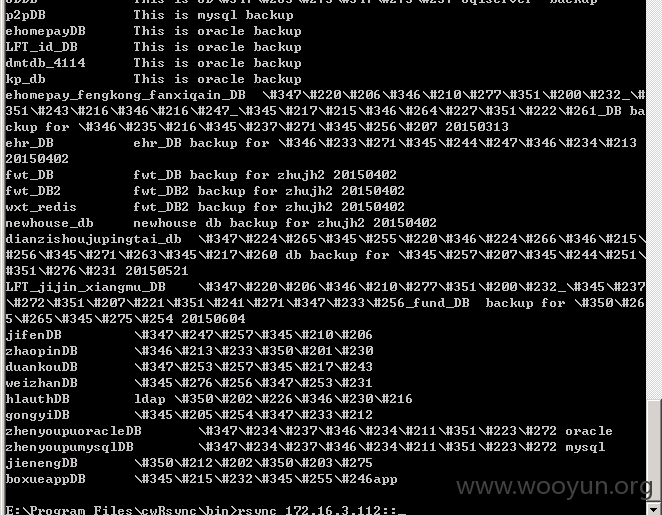 p2pDB This is mysql backup
ehomepayDB This is oracle backup
LFT_id_DB This is oracle backup
dmtdb_4114 This is oracle backup
kp_db This is oracle backup
ehomepay_fengkong_fanxiqain_DB \#347\#220\#206\#346\#210\#277\#351\#200\#232_\#
351\#243\#216\#346\#216\#247_\#345\#217\#215\#346\#264\#227\#351\#222\#261_DB ba
ckup for \#346\#235\#216\#345\#237\#271\#345\#256\#207 20150313
ehr_DB ehr_DB backup for \#346\#233\#271\#345\#244\#247\#346\#234\#213
20150402
fwt_DB fwt_DB backup for zhujh2 20150402
fwt_DB2 fwt_DB2 backup for zhujh2 20150402
wxt_redis fwt_DB2 backup for zhujh2 20150402
newhouse_db newhouse db backup for zhujh2 20150402
dianzishoujupingtai_db \#347\#224\#265\#345\#255\#220\#346\#224\#266\#346\#215\
\#256\#345\#271\#263\#345\#217\#260 db backup for \#345\#257\#207\#345\#244\#251\
\#351\#276\#231 20150521
LFT_jijin_xiangmu_DB \#347\#220\#206\#346\#210\#277\#351\#200\#232_\#345\#237
\#272\#351\#207\#221\#351\#241\#271\#347\#233\#256_fund_DB backup for \#350\#26
5\#265\#345\#275\#254 20150604
jifenDB \#347\#247\#257\#345\#210\#206
zhaopinDB \#346\#213\#233\#350\#201\#230
duankouDB \#347\#253\#257\#345\#217\#243
weizhanDB \#345\#276\#256\#347\#253\#231
hlauthDB ldap \#350\#202\#226\#346\#230\#216
gongyiDB \#345\#205\#254\#347\#233\#212
zhenyoupuoracleDB \#347\#234\#237\#346\#234\#211\#351\#223\#272 oracle
zhenyoupumysqlDB \#347\#234\#237\#346\#234\#211\#351\#223\#272 mysql
jienengDB \#350\#212\#202\#350\#203\#275
boxueappDB \#345\#215\#232\#345\#255\#246app
www.wooyun.org
E:\Program Files\cwRsync\bin>rsync 172.16.3.112::_